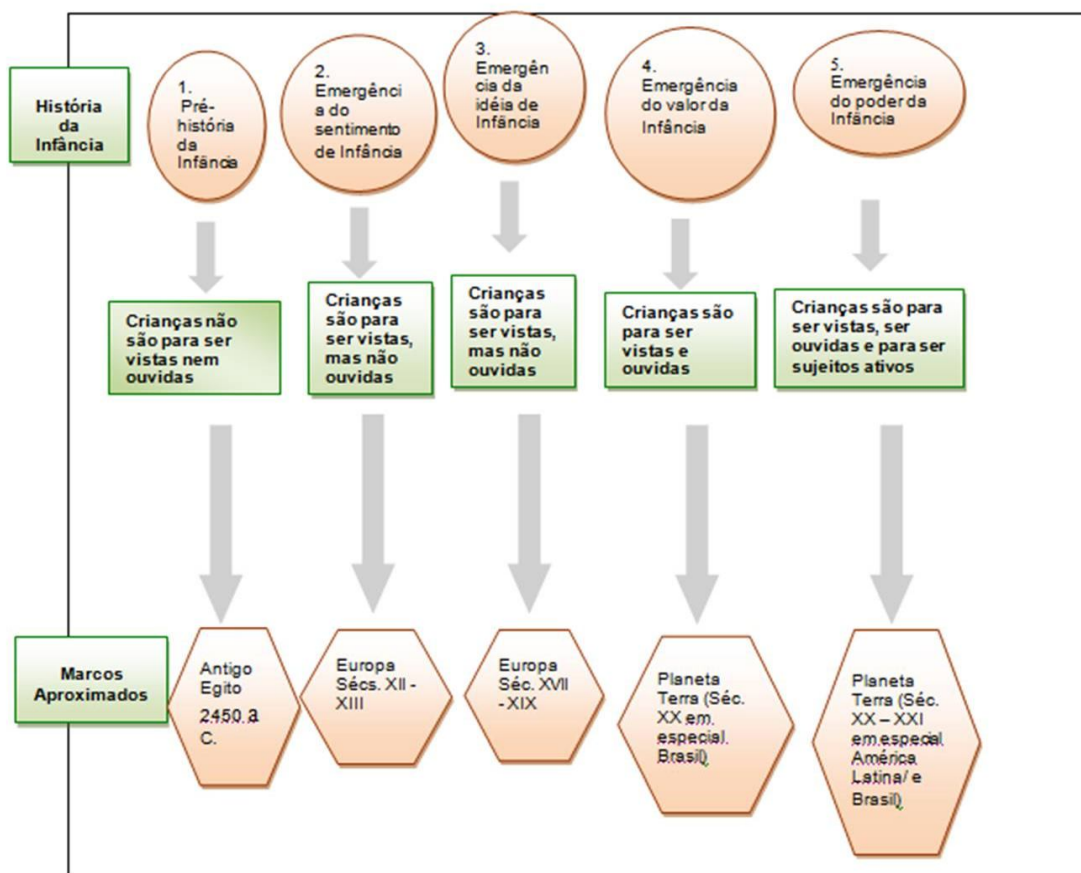 História
da
Infância
1.
Pré-
história
da
Infância
2.
Emergênci
a do
sentimento
de Infância
3.
Emergên
cia da
idéia de
Infância
4.
Emergência
do valor da
Infância
5.
Emergência
do poder da
Infância
Crianças não
são para ser
vistas nem
ouvidas
Crianças
são para
ser vistas,
mas não
ouvidas
Crianças
são para
ser vistas,
mas não
ouvidas
Crianças são
para ser
vistas e
ouvidas
Crianças são para
ser vistas, ser
ouvidas e para ser
sujeitos ativos
Marcos
Aproximados
Antigo
Egito
2450 a
C.
Europa
Sécs. XII -
XIII
Europa
Séc. XVII
- XIX
Planeta
Terra (Séc.
XX em
especial
Brasil)
Planeta
Terra (Séc.
XX – XXI
em especial
América
Latina/ e
Brasil)